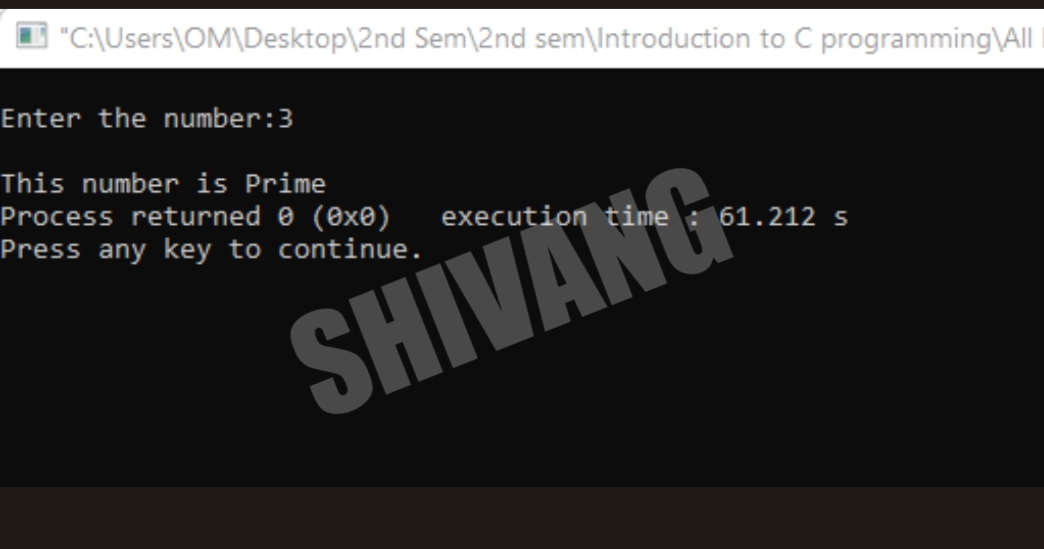 "C:\Users\OM\Desktop\2nd Sem\2nd sem\Introduction to C programming\All
Enter the number:3
This number is Prime
Process returned 0 (0x0)   execution time : 61.212 s
Press any key to continue.
SHIVANG